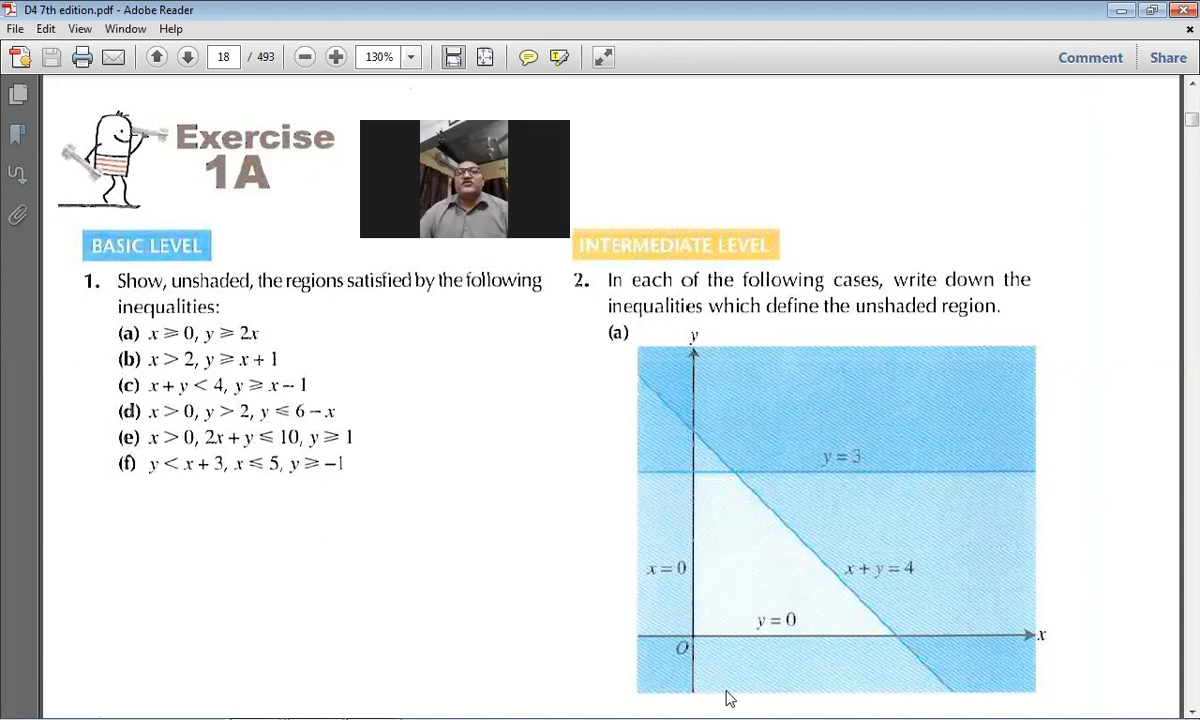 D4 7th edition.pdf - Adobe Reader
File Edit View Window Help
18 / 493 130% Comment Share
Exercise
1A
BASIC LEVEL
1. Show, unshaded, the regions satisfied by the following
inequalities:
(a) x ⩾ 0, y ⩾ 2x
(b) x > 2, y ⩾ x + 1
(c) x + y < 4, y ⩾ x − 1
(d) x > 0, y > 2, y ⩽ 6 − x
(e) x > 0, 2x + y ⩽ 10, y ⩾ 1
(f) y < x + 3, x ⩽ 5, y ⩾ −1
INTERMEDIATE LEVEL
2. In each of the following cases, write down the
inequalities which define the unshaded region.
(a)
y
y = 3
x = 0
x + y = 4
y = 0
x
O